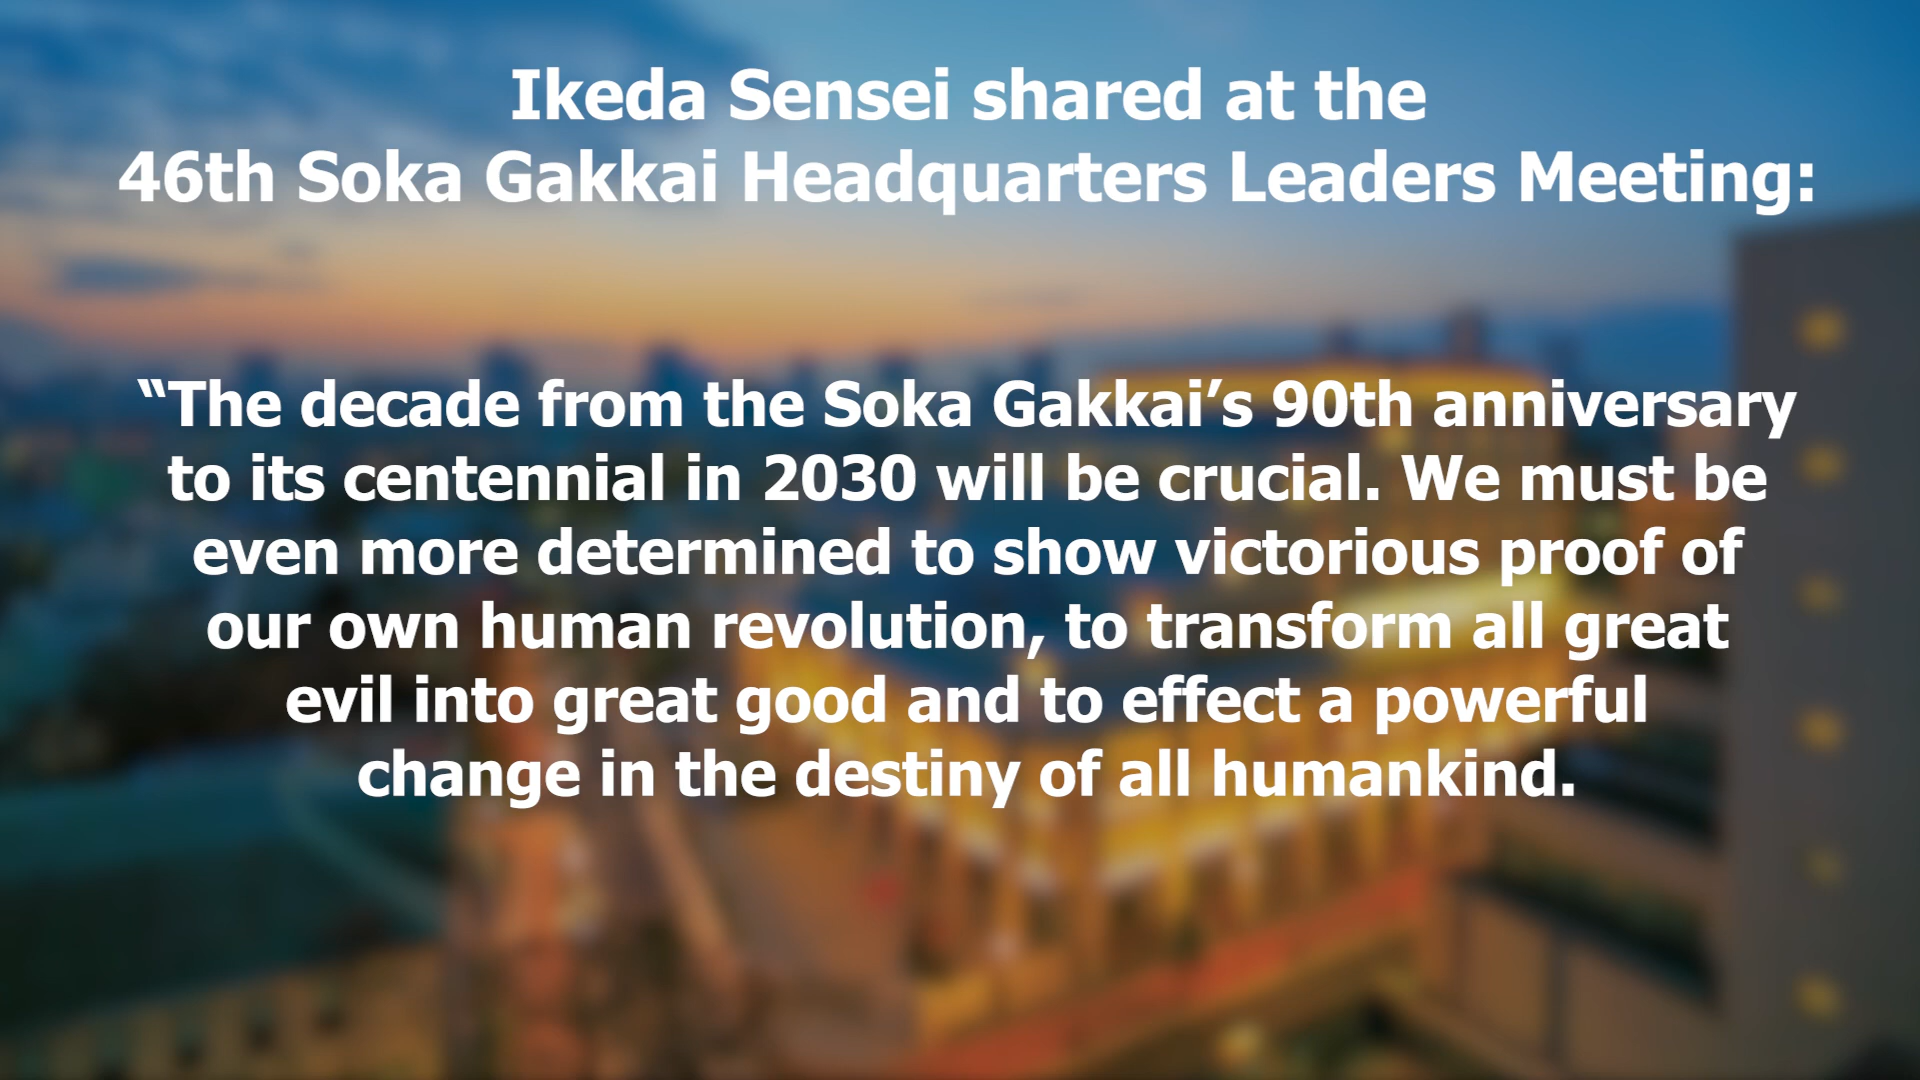 Ikeda Sensei shared at the
46th Soka Gakkai Headquarters Leaders Meeting:
“The decade from the Soka Gakkai’s 90th anniversary
to its centennial in 2030 will be crucial. We must be
even more determined to show victorious proof of
our own human revolution, to transform all great
evil into great good and to effect a powerful
change in the destiny of all humankind.